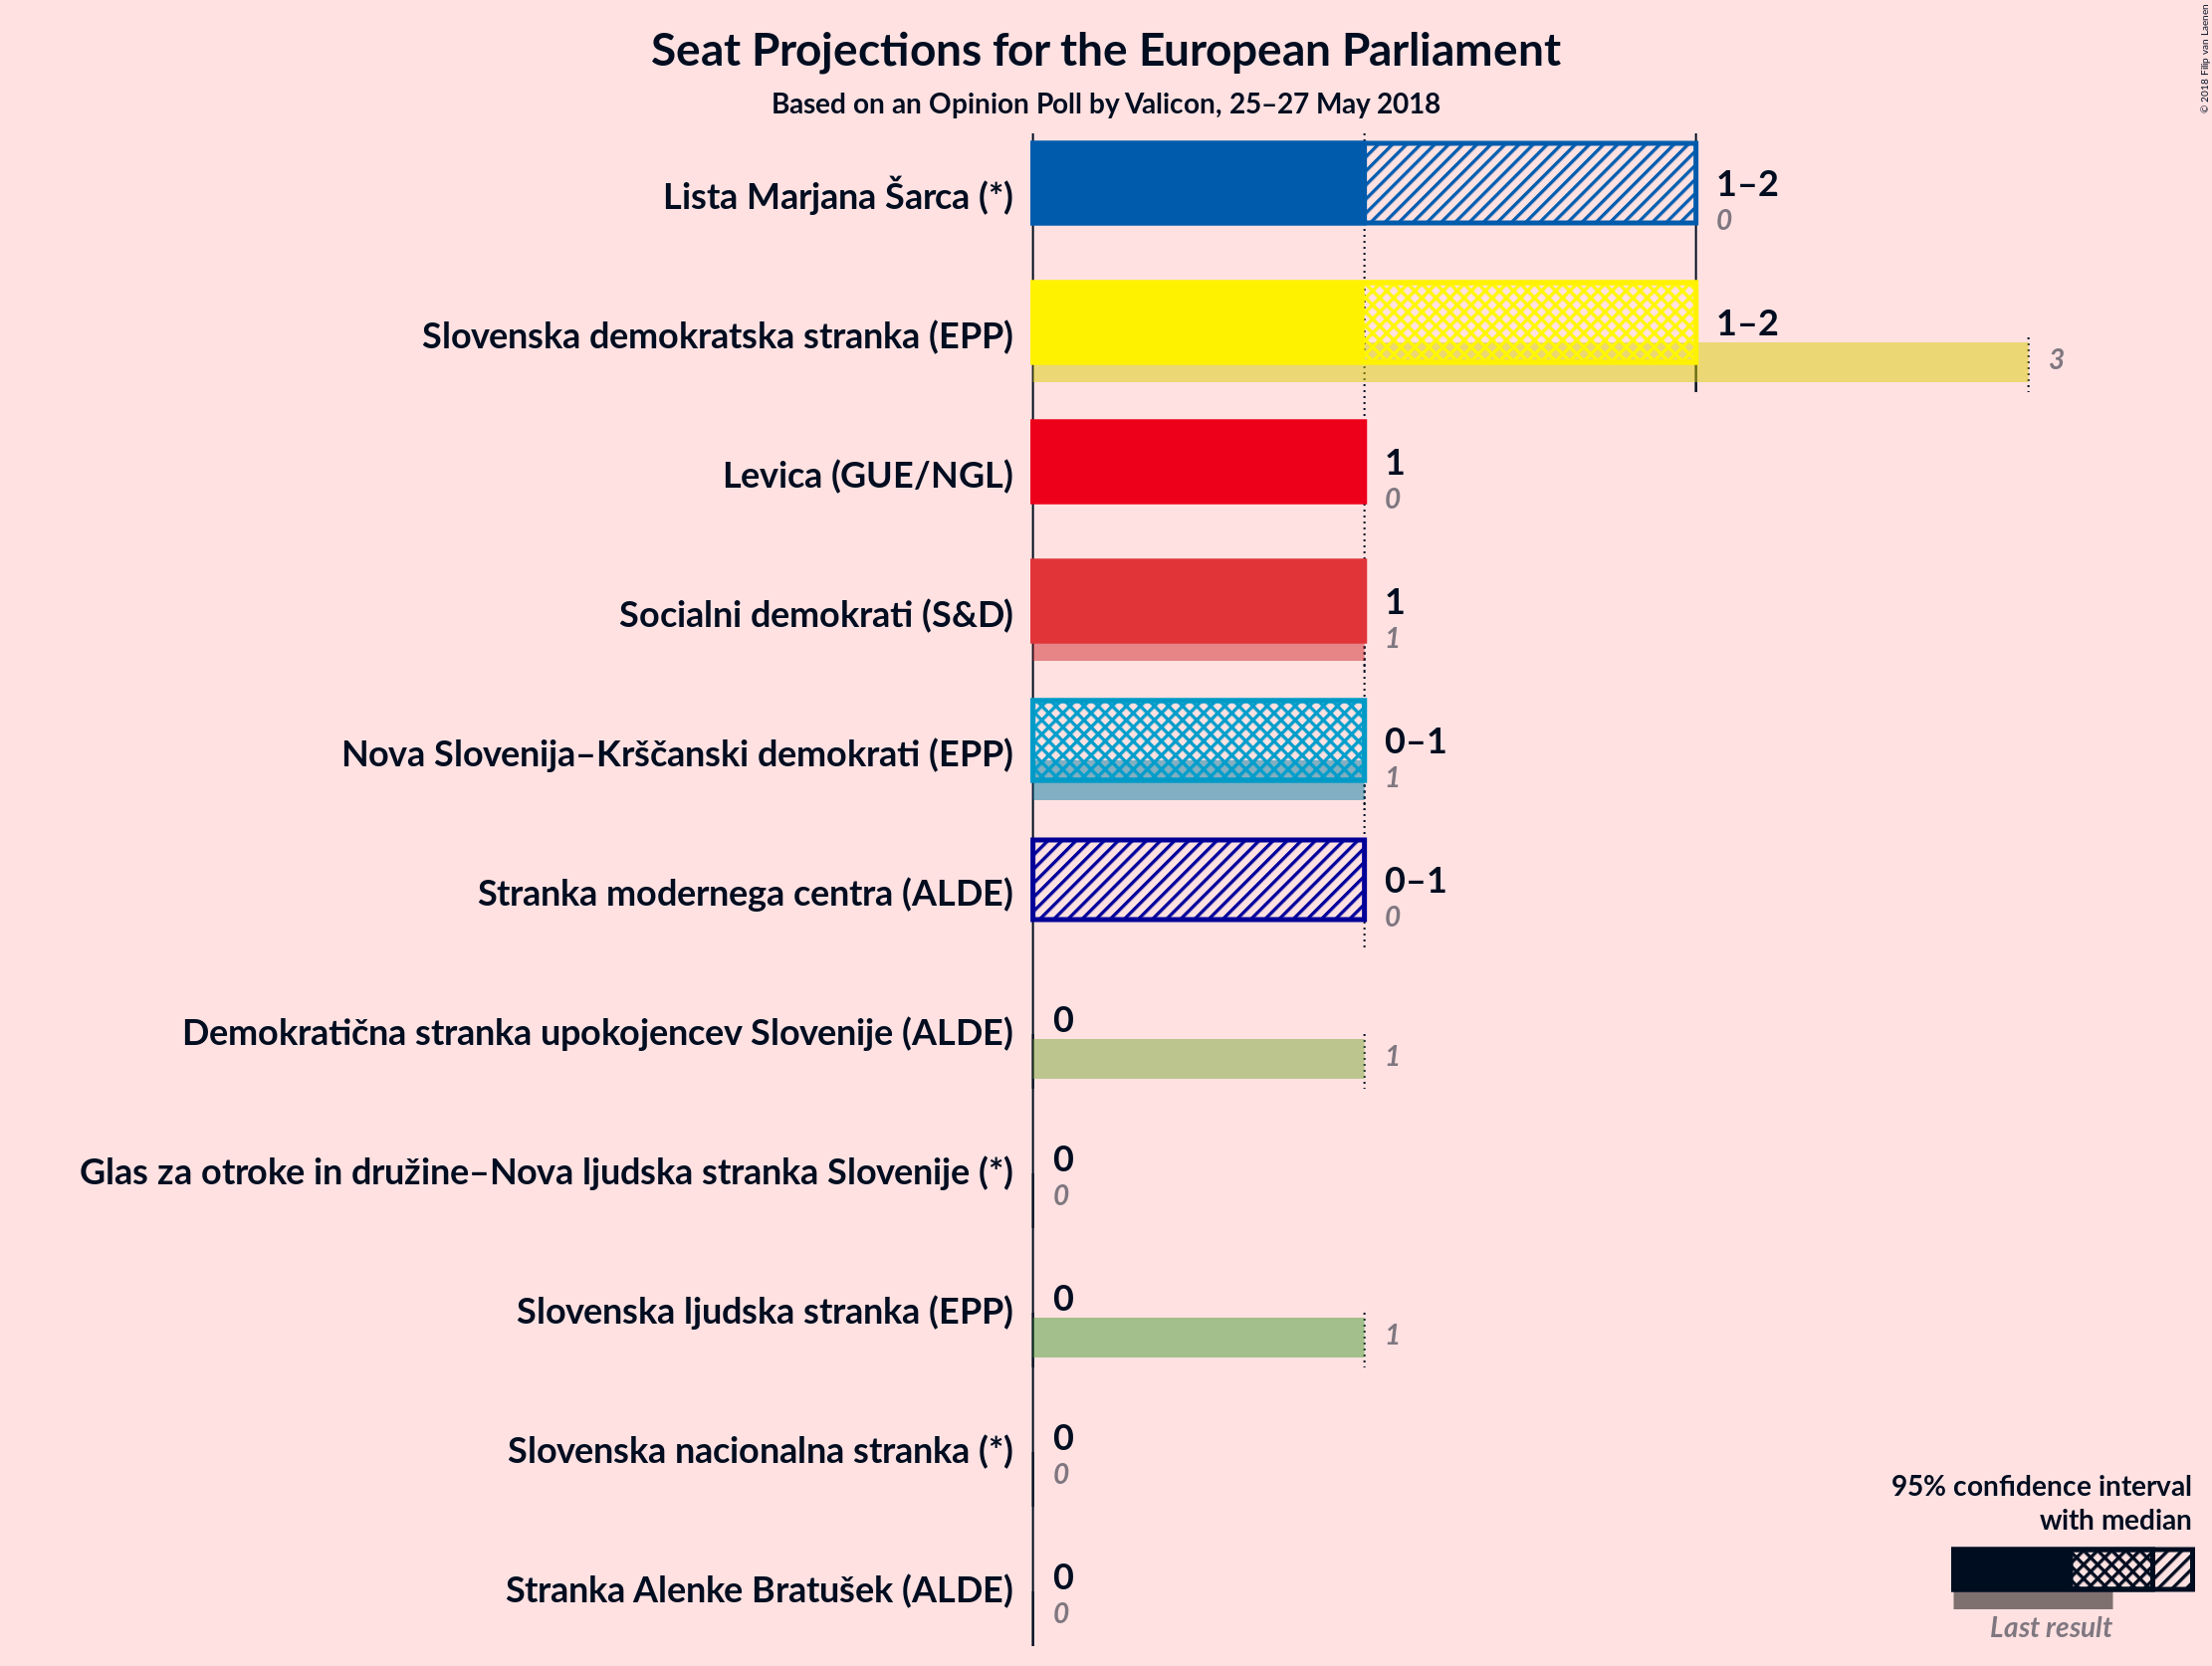 Seat Projections for the European Parliament
Based on an Opinion Poll by Valicon, 25–27 May 2018
© 2018 Filip van Laenen
Lista Marjana Šarca (*)
1–2
0
Slovenska demokratska stranka (EPP)
1–2
3
Levica (GUE/NGL)
1
0
Socialni demokrati (S&D)
1
1
Nova Slovenija–Krščanski demokrati (EPP)
0–1
1
Stranka modernega centra (ALDE)
0–1
0
Demokratična stranka upokojencev Slovenije (ALDE)
0
1
Glas za otroke in družine–Nova ljudska stranka Slovenije (*)
0
0
Slovenska ljudska stranka (EPP)
0
1
Slovenska nacionalna stranka (*)
0
0
Stranka Alenke Bratušek (ALDE)
0
0
95% confidence interval
with median
Last result